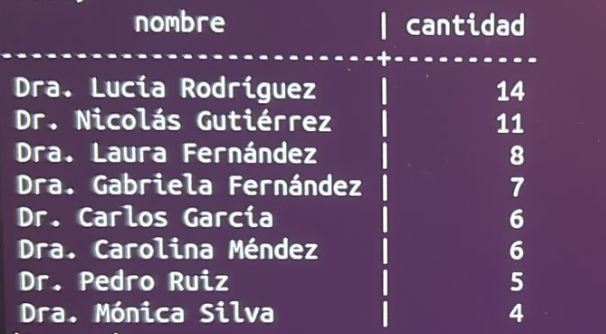 nombre | cantidad
Dra. Lucía Rodríguez | 14
Dr. Nicolás Gutiérrez | 11
Dra. Laura Fernández | 8
Dra. Gabriela Fernández | 7
Dr. Carlos García | 6
Dra. Carolina Méndez | 6
Dr. Pedro Ruiz | 5
Dra. Mónica Silva | 4